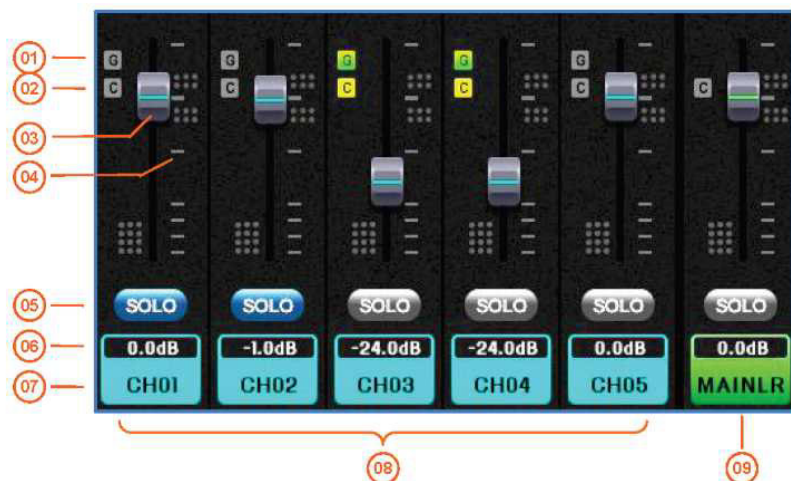 01 G G G G G
02 C C C C C C
03
04
05 SOLO SOLO SOLO SOLO SOLO SOLO
06 0.0dB -1.0dB -24.0dB -24.0dB 0.0dB 0.0dB
07 CH01 CH02 CH03 CH04 CH05 MAINLR
08 09